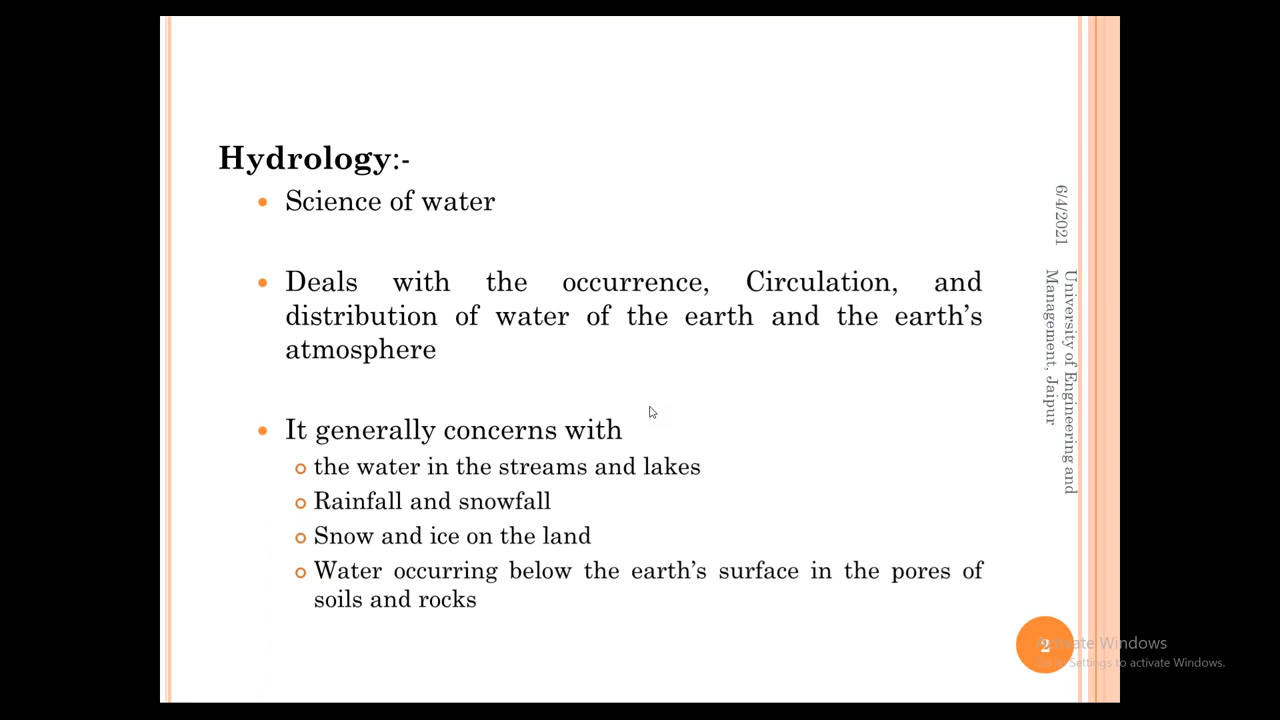 Hydrology:-
Science of water
Deals with the occurrence, Circulation, and
distribution of water of the earth and the earth's
atmosphere
It generally concerns with
the water in the streams and lakes
Rainfall and snowfall
Snow and ice on the land
Water occurring below the earth's surface in the pores of
soils and rocks
6/4/2021
University of Engineering and
Management, Jaipur
2
Activate Windows
Settings to activate Windows.